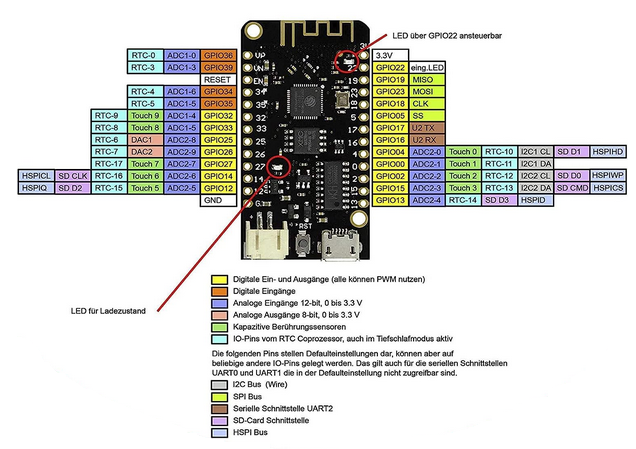 LED über GPIO22 ansteuerbar
RTC-0 ADC1-0 GPIO36 VP 3.3V
RTC-3 ADC1-3 GPIO39 VN 22 GPIO22 eing.LED
RESET EN 19 GPIO19 MISO
RTC-4 ADC1-6 GPIO34 34 23 GPIO23 MOSI
RTC-5 ADC1-7 GPIO35 35 18 GPIO18 CLK
RTC-9 Touch 9 ADC1-4 GPIO32 32 5 GPIO05 SS
RTC-8 Touch 8 ADC1-5 GPIO33 33 17 GPIO17 U2 TX
RTC-6 DAC1 ADC2-8 GPIO25 25 16 GPIO16 U2 RX
RTC-7 DAC2 ADC2-9 GPIO26 26 4 GPIO04 ADC2-0 Touch 0 RTC-10 I2C1 CL SD D1 HSPIHD
RTC-17 Touch 7 ADC2-7 GPIO27 27 0 GPIO00 ADC2-1 Touch 1 RTC-11 I2C1 DA
HSPICL SD CLK RTC-16 Touch 6 ADC2-6 GPIO14 14 2 GPIO02 ADC2-2 Touch 2 RTC-12 I2C2 CL SD D0 HSPIWP
HSPIQ SD D2 RTC-15 Touch 5 ADC2-5 GPIO12 12 15 GPIO15 ADC2-3 Touch 3 RTC-13 I2C2 DA SD CMD HSPICS
GND G 13 GPIO13 ADC2-4 RTC-14 SD D3 HSPID
RST
LED für Ladezustand
Digitale Ein- und Ausgänge (alle können PWM nutzen)
Digitale Eingänge
Analoge Eingänge 12-bit, 0 bis 3.3 V
Analoge Ausgänge 8-bit, 0 bis 3.3 V
Kapazitive Berührungssensoren
IO-Pins vom RTC Coprozessor, auch im Tiefschlafmodus aktiv
Die folgenden Pins stellen Defaulteinstellungen dar, können aber auf
beliebige andere IO-Pins gelegt werden. Das gilt auch für die seriellen Schnittstellen
UART0 und UART1 die in der Defaulteinstellung nicht zugreifbar sind.
I2C Bus (Wire)
SPI Bus
Serielle Schnittstelle UART2
SD-Card Schnittstelle
HSPI Bus